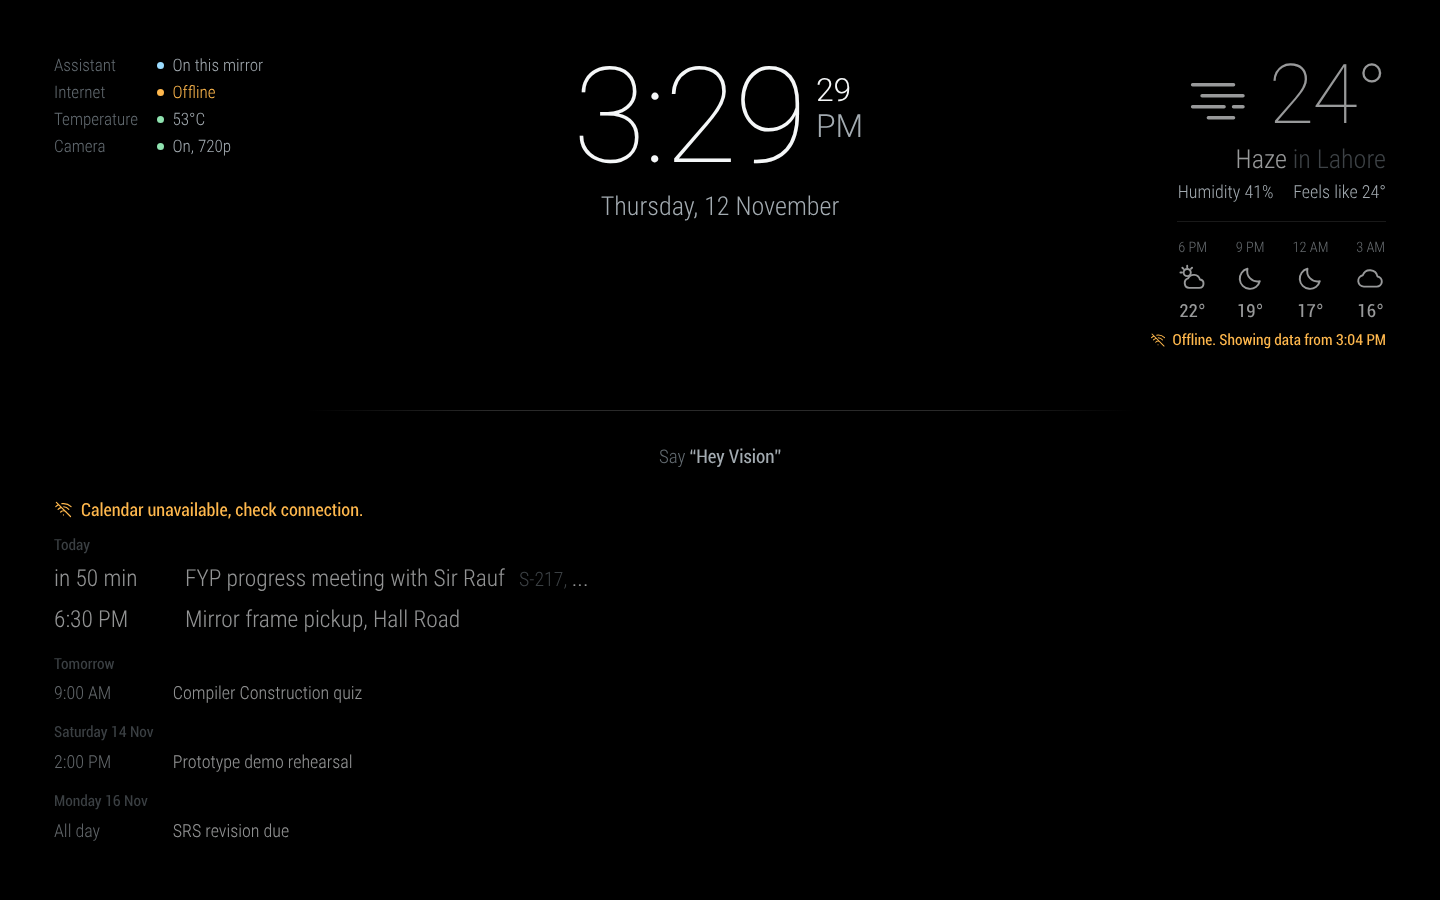 Assistant On this mirror
Internet Offline
Temperature 53°C
Camera On, 720p
3:29 29 PM
Thursday, 12 November
24°
Haze in Lahore
Humidity 41% Feels like 24°
6 PM 9 PM 12 AM 3 AM
22° 19° 17° 16°
Offline. Showing data from 3:04 PM
Say “Hey Vision”
Calendar unavailable, check connection.
Today
in 50 min FYP progress meeting with Sir Rauf S-217, ...
6:30 PM Mirror frame pickup, Hall Road
Tomorrow
9:00 AM Compiler Construction quiz
Saturday 14 Nov
2:00 PM Prototype demo rehearsal
Monday 16 Nov
All day SRS revision due